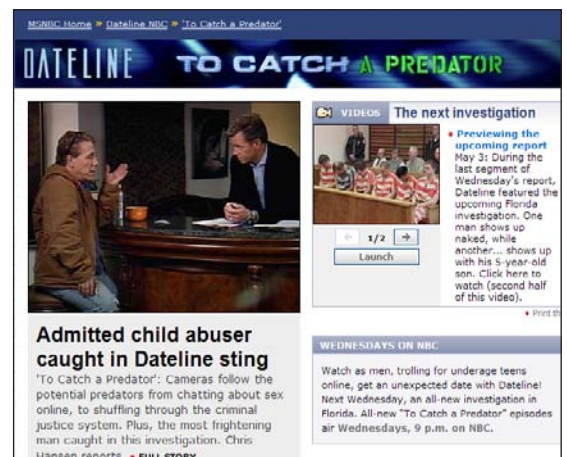 MSNBC Home » Dateline NBC » 'To Catch a Predator'
DATELINE TO CATCH A PREDATOR
Admitted child abuser
caught in Dateline sting
'To Catch a Predator': Cameras follow the
potential predators from chatting about sex
online, to shuffling through the criminal
justice system. Plus, the most frightening
man caught in this investigation. Chris
Hansen reports. • FULL STORY
VIDEOS The next investigation
• Previewing the
upcoming report
May 3: During the
last segment of
Wednesday's report,
Dateline featured the
upcoming Florida
investigation. One
man shows up
naked, while
another... shows up
with his 5-year-old
son. Click here to
watch (second half
of this video).
1/2
Launch
• Print th
WEDNESDAYS ON NBC
Watch as men, trolling for underage teens
online, get an unexpected date with Dateline!
Next Wednesday, an all-new investigation in
Florida. All-new "To Catch a Predator" episodes
air Wednesdays, 9 p.m. on NBC.